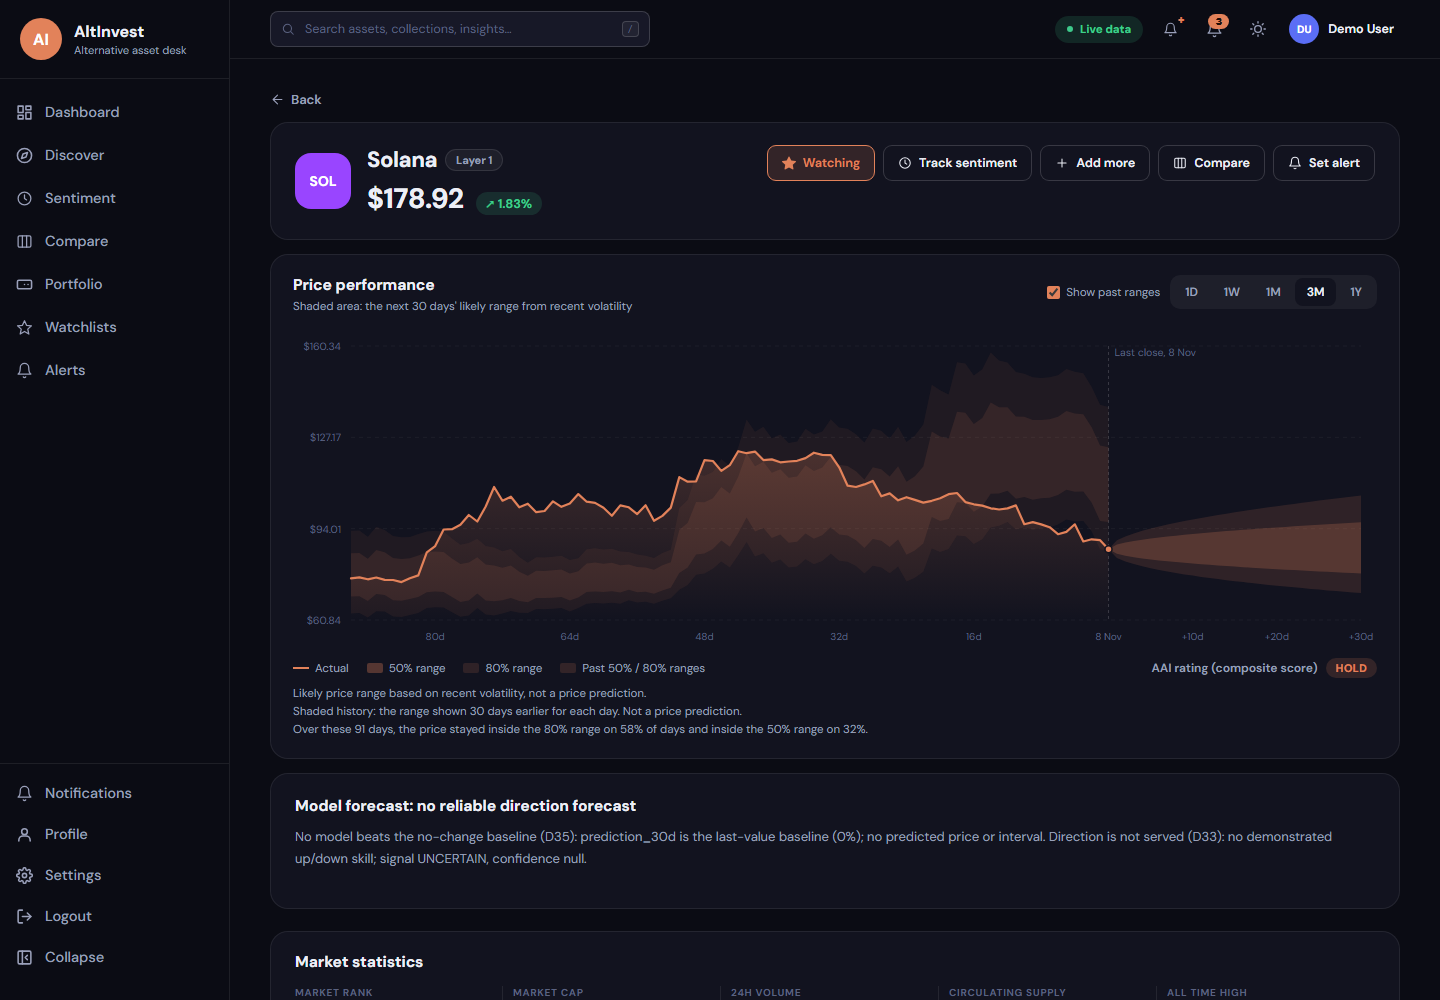 AI
AltInvest
Alternative asset desk
Dashboard
Discover
Sentiment
Compare
Portfolio
Watchlists
Alerts
Notifications
Profile
Settings
Logout
Collapse
Search assets, collections, insights...
/
Live data
+
3
DU
Demo User
Back
SOL
Solana
Layer 1
$178.92
↗ 1.83%
Watching
Track sentiment
Add more
Compare
Set alert
Price performance
Shaded area: the next 30 days' likely range from recent volatility
Show past ranges
1D
1W
1M
3M
1Y
$160.34
$127.17
$94.01
$60.84
Last close, 8 Nov
80d
64d
48d
32d
16d
8 Nov
+10d
+20d
+30d
Actual
50% range
80% range
Past 50% / 80% ranges
AAI rating (composite score)
HOLD
Likely price range based on recent volatility, not a price prediction.
Shaded history: the range shown 30 days earlier for each day. Not a price prediction.
Over these 91 days, the price stayed inside the 80% range on 58% of days and inside the 50% range on 32%.
Model forecast: no reliable direction forecast
No model beats the no-change baseline (D35): prediction_30d is the last-value baseline (0%); no predicted price or interval. Direction is not served (D33): no demonstrated
up/down skill; signal UNCERTAIN, confidence null.
Market statistics
MARKET RANK
MARKET CAP
24H VOLUME
CIRCULATING SUPPLY
ALL TIME HIGH